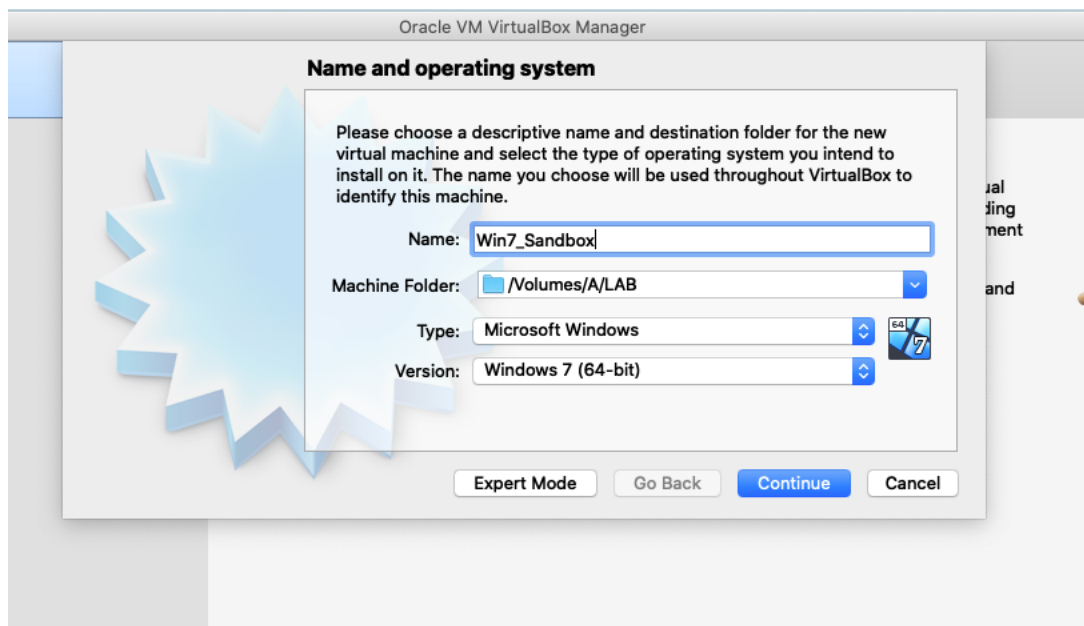 Oracle VM VirtualBox Manager
Name and operating system
Please choose a descriptive name and destination folder for the new
virtual machine and select the type of operating system you intend to
install on it. The name you choose will be used throughout VirtualBox to
identify this machine.
Name: Win7_Sandbox
Machine Folder: /Volumes/A/LAB
Type: Microsoft Windows
64
7
Version: Windows 7 (64-bit)
Expert Mode Go Back Continue Cancel
and